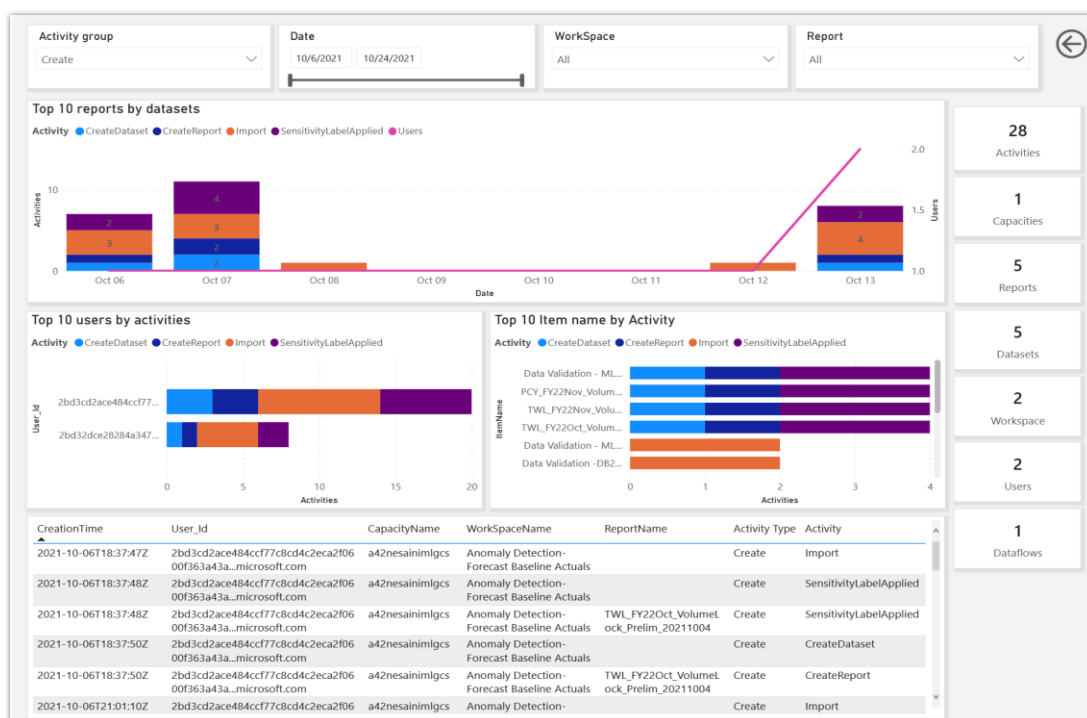 Activity group
Create
Date
10/6/2021 10/24/2021
WorkSpace
All
Report
All
Top 10 reports by datasets
Activity CreateDataset CreateReport Import SensitivityLabelApplied Users
Activities
10
0
2
3
4
3
2
2
2
4
2.0
1.5
1.0
Users
Oct 06 Oct 07 Oct 08 Oct 09 Oct 10 Oct 11 Oct 12 Oct 13
Date
28
Activities
1
Capacities
5
Reports
5
Datasets
2
Workspace
2
Users
1
Dataflows
Top 10 users by activities
Activity CreateDataset CreateReport Import SensitivityLabelApplied
User_Id
2bd3cd2ace484ccf77...
2bd32dce28284a347...
0 5 10 15 20
Activities
Top 10 Item name by Activity
Activity CreateDataset CreateReport Import SensitivityLabelApplied
ItemName
Data Validation - ML...
PCY_FY22Nov_Volum...
TWL_FY22Nov_Volu...
TWL_FY22Oct_Volum...
Data Validation - ML...
Data Validation -DB2...
0 1 2 3 4
Activities
CreationTime User_Id CapacityName WorkSpaceName ReportName Activity Type Activity
2021-10-06T18:37:47Z 2bd3cd2ace484ccf77c8cd4c2eca2f06 a42nesainimlgcs Anomaly Detection- Create Import
00f363a43a...microsoft.com Forecast Baseline Actuals
2021-10-06T18:37:48Z 2bd3cd2ace484ccf77c8cd4c2eca2f06 a42nesainimlgcs Anomaly Detection- Create SensitivityLabelApplied
00f363a43a...microsoft.com Forecast Baseline Actuals
2021-10-06T18:37:48Z 2bd3cd2ace484ccf77c8cd4c2eca2f06 a42nesainimlgcs Anomaly Detection- TWL_FY22Oct_VolumeL Create SensitivityLabelApplied
00f363a43a...microsoft.com Forecast Baseline Actuals ock_Prelim_20211004
2021-10-06T18:37:50Z 2bd3cd2ace484ccf77c8cd4c2eca2f06 a42nesainimlgcs Anomaly Detection- Create CreateDataset
00f363a43a...microsoft.com Forecast Baseline Actuals
2021-10-06T18:37:50Z 2bd3cd2ace484ccf77c8cd4c2eca2f06 a42nesainimlgcs Anomaly Detection- TWL_FY22Oct_VolumeL Create CreateReport
00f363a43a...microsoft.com Forecast Baseline Actuals ock_Prelim_20211004
2021-10-06T21:01:10Z 2bd3cd2ace484ccf77c8cd4c2eca2f06 a42nesainimlgcs Anomaly Detection- Create Import